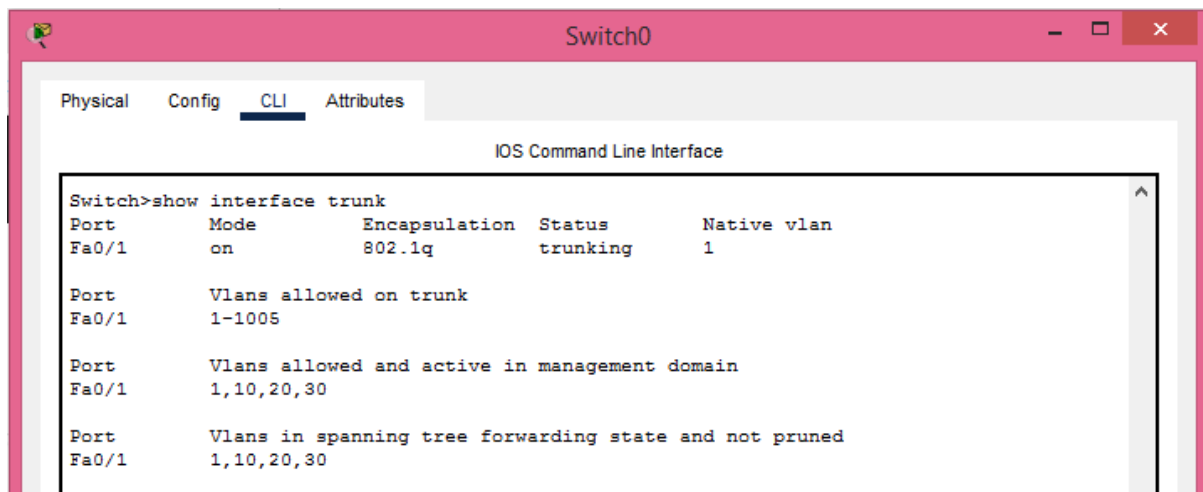 Switch0
Physical Config CLI Attributes
IOS Command Line Interface
Switch>show interface trunk
Port Mode Encapsulation Status Native vlan
Fa0/1 on 802.1q trunking 1
Port Vlans allowed on trunk
Fa0/1 1-1005
Port Vlans allowed and active in management domain
Fa0/1 1,10,20,30
Port Vlans in spanning tree forwarding state and not pruned
Fa0/1 1,10,20,30